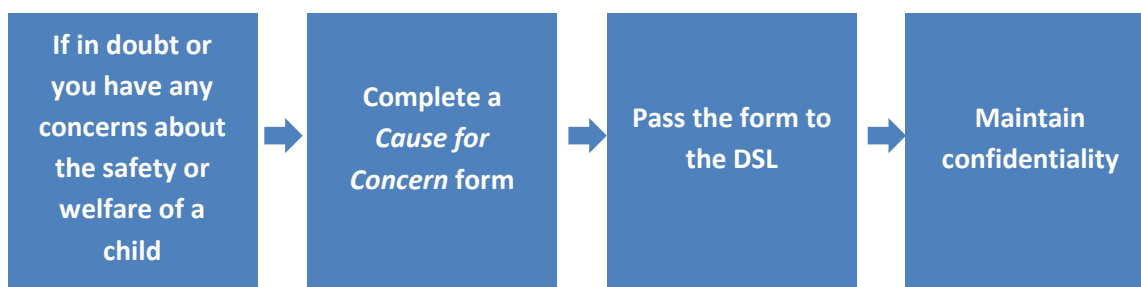 If in doubt or
you have any
concerns about
the safety or
welfare of a
child
Complete a
Cause for
Concern form
Pass the form to
the DSL
Maintain
confidentiality